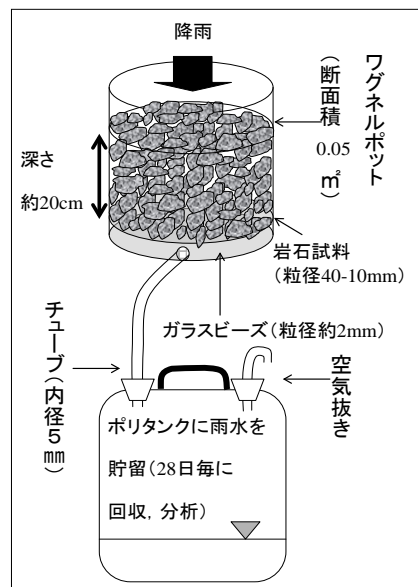 降雨
ワグネルポット
（断面積
0.05
㎡）
深さ
約20cm
岩石試料
（粒径40-10mm）
ガラスビーズ（粒径約2mm）
チューブ（内径５㎜）
空気抜き
ポリタンクに雨水を
貯留（28日毎に
回収，分析）